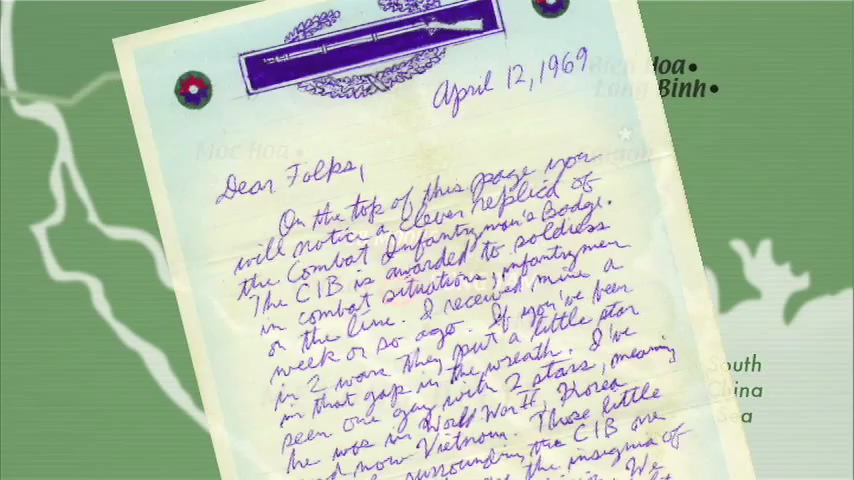 April 12, 1969
Dear Folks,
On the top of this page you
will notice a clever replica of
the Combat Infantryman's Badge.
The CIB is awarded to soldiers
in combat situations, infantrymen
on the line. I received mine a
week or so ago. If you've been
in 2 wars they put a little star
in that gap in the wreath. I've
seen one guy with 2 stars, meaning
he was in World War II, Korea
and now Vietnam. Those little
surrounding the CIB are
the insignia of
We
Bien Hoa
Long Binh
Moc Hoa
South
China
Sea